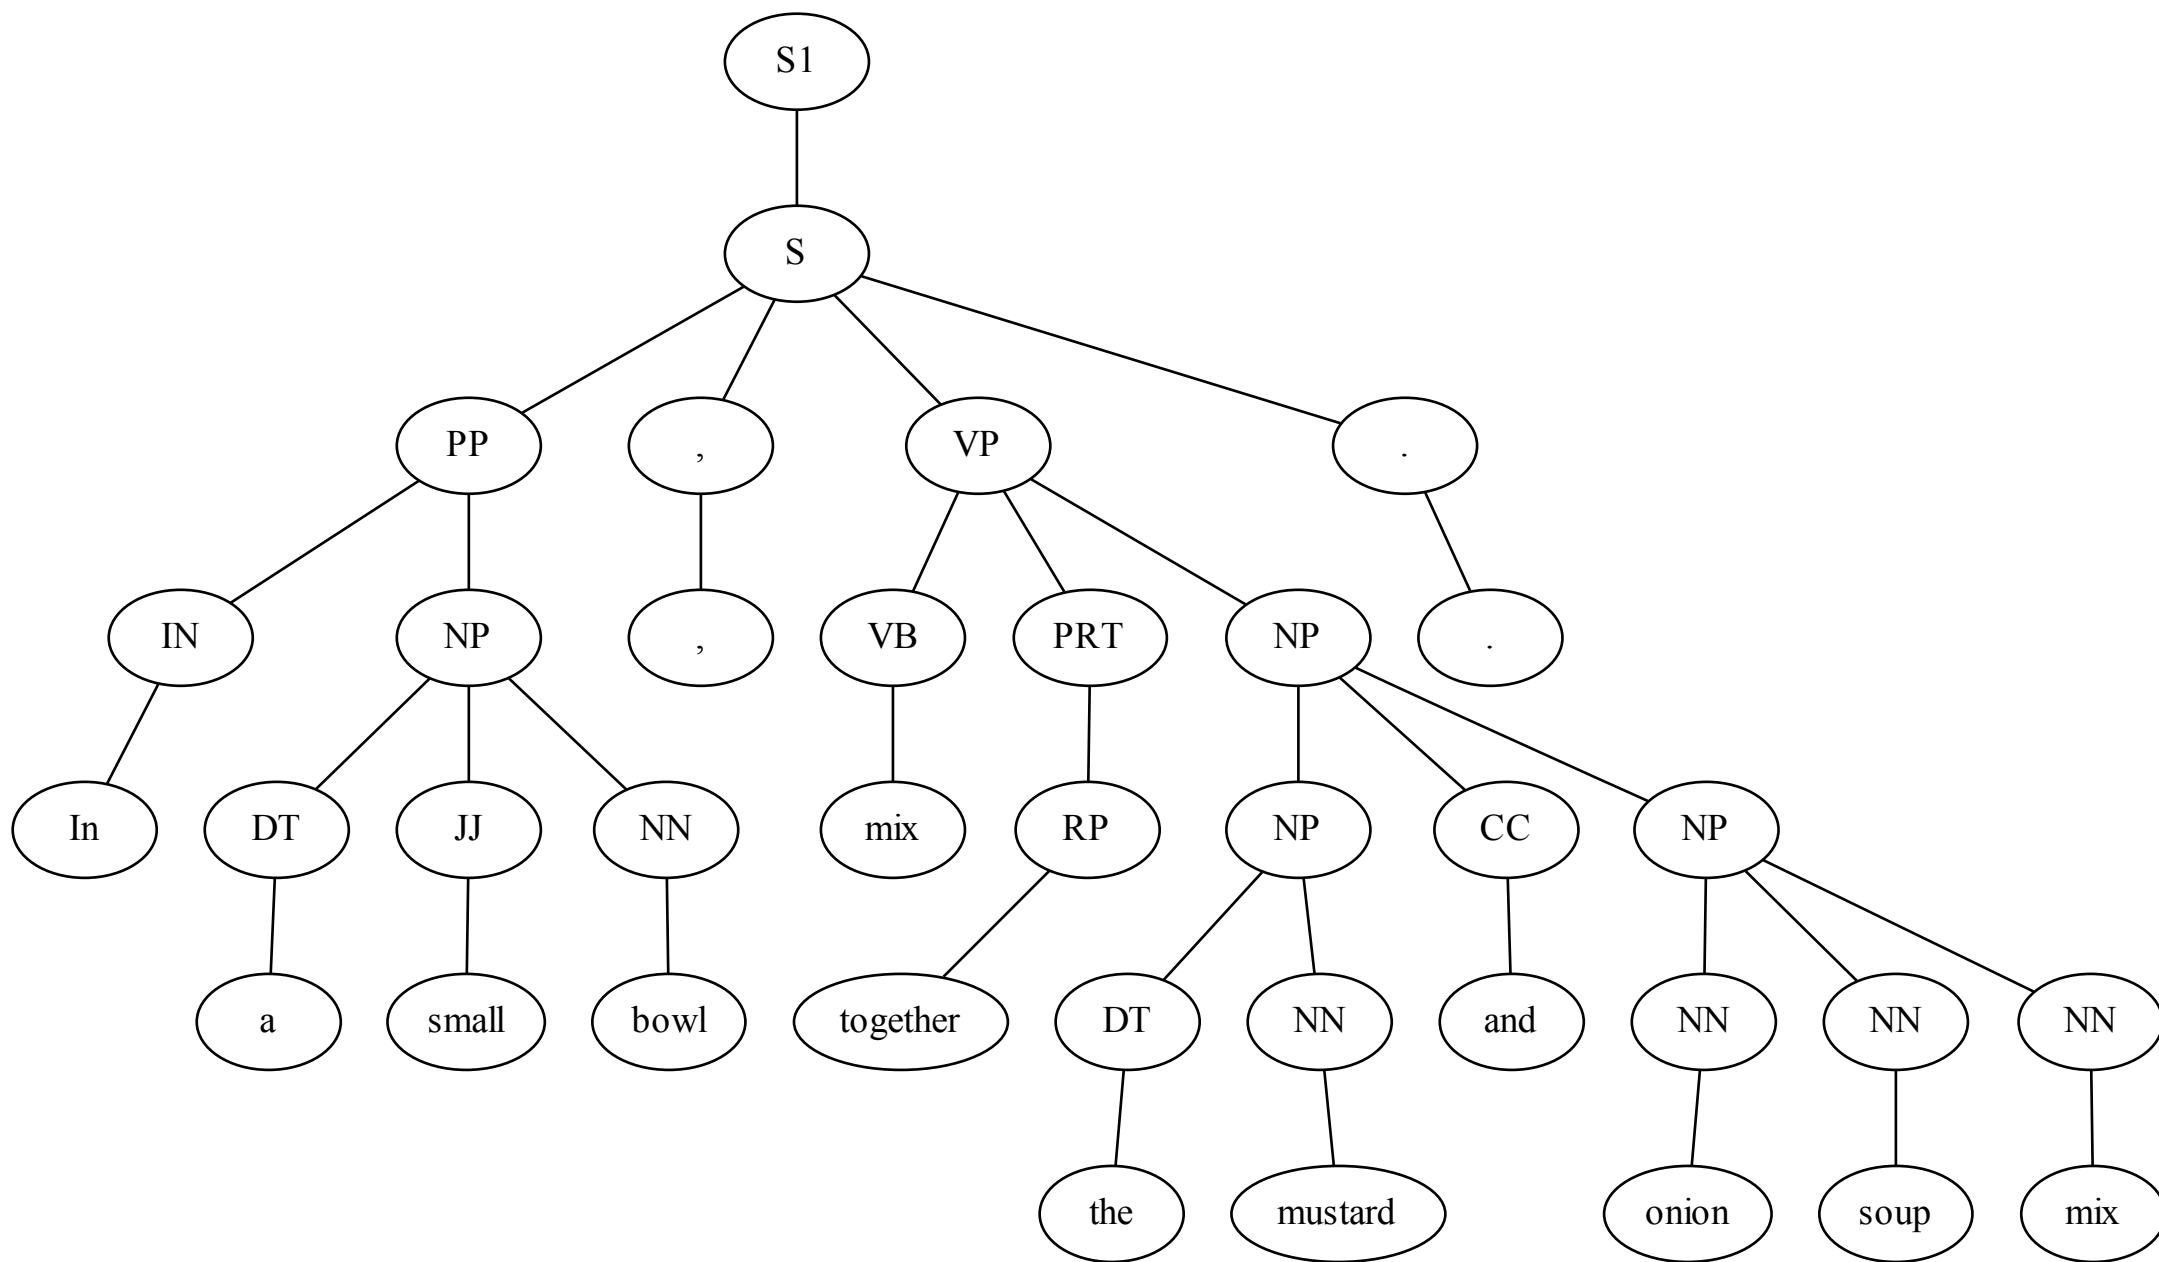 S1
S
PP , VP .
IN NP , VB PRT NP .
In DT JJ NN mix RP NP CC NP
a small bowl together DT NN and NN NN NN
the mustard onion soup mix